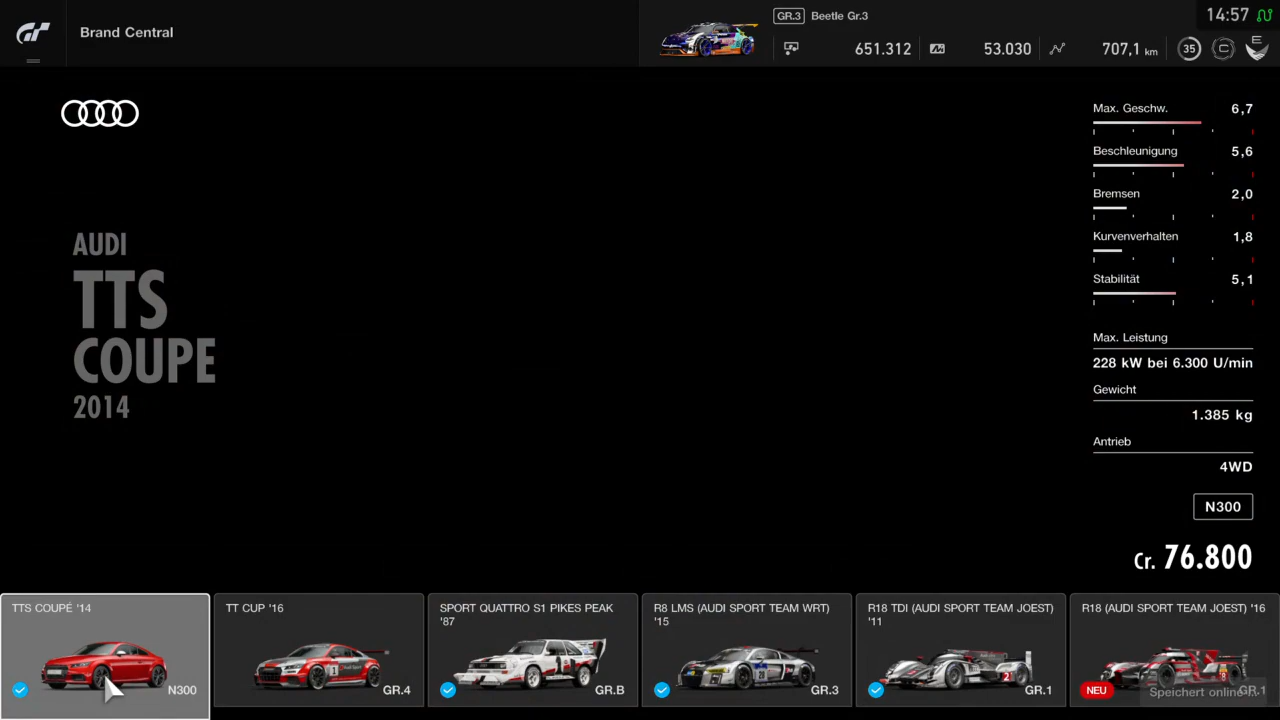 Brand Central
GR.3 Beetle Gr.3
651.312 53.030 707,1 km 35 C E
14:57
AUDI
TTS
COUPE
2014
Max. Geschw. 6,7
Beschleunigung 5,6
Bremsen 2,0
Kurvenverhalten 1,8
Stabilität 5,1
Max. Leistung
228 kW bei 6.300 U/min
Gewicht
1.385 kg
Antrieb
4WD
N300
Cr. 76.800
TTS COUPÉ '14
N300
TT CUP '16
GR.4
SPORT QUATTRO S1 PIKES PEAK
'87
GR.B
R8 LMS (AUDI SPORT TEAM WRT)
'15
GR.3
R18 TDI (AUDI SPORT TEAM JOEST)
'11
GR.1
R18 (AUDI SPORT TEAM JOEST) '16
NEU
GR.1
Speichert online ...